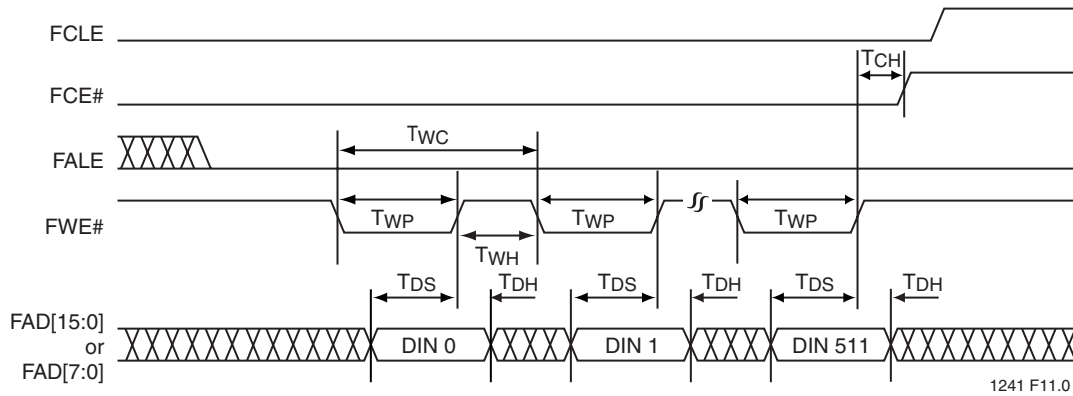 FCLE
TCH
FCE#
TWC
FALE
TWP TWP TWP
FWE#
TWH
TDS TDH TDS TDH TDS TDH
FAD[15:0]
or
FAD[7:0]
DIN 0 DIN 1 DIN 511
1241 F11.0